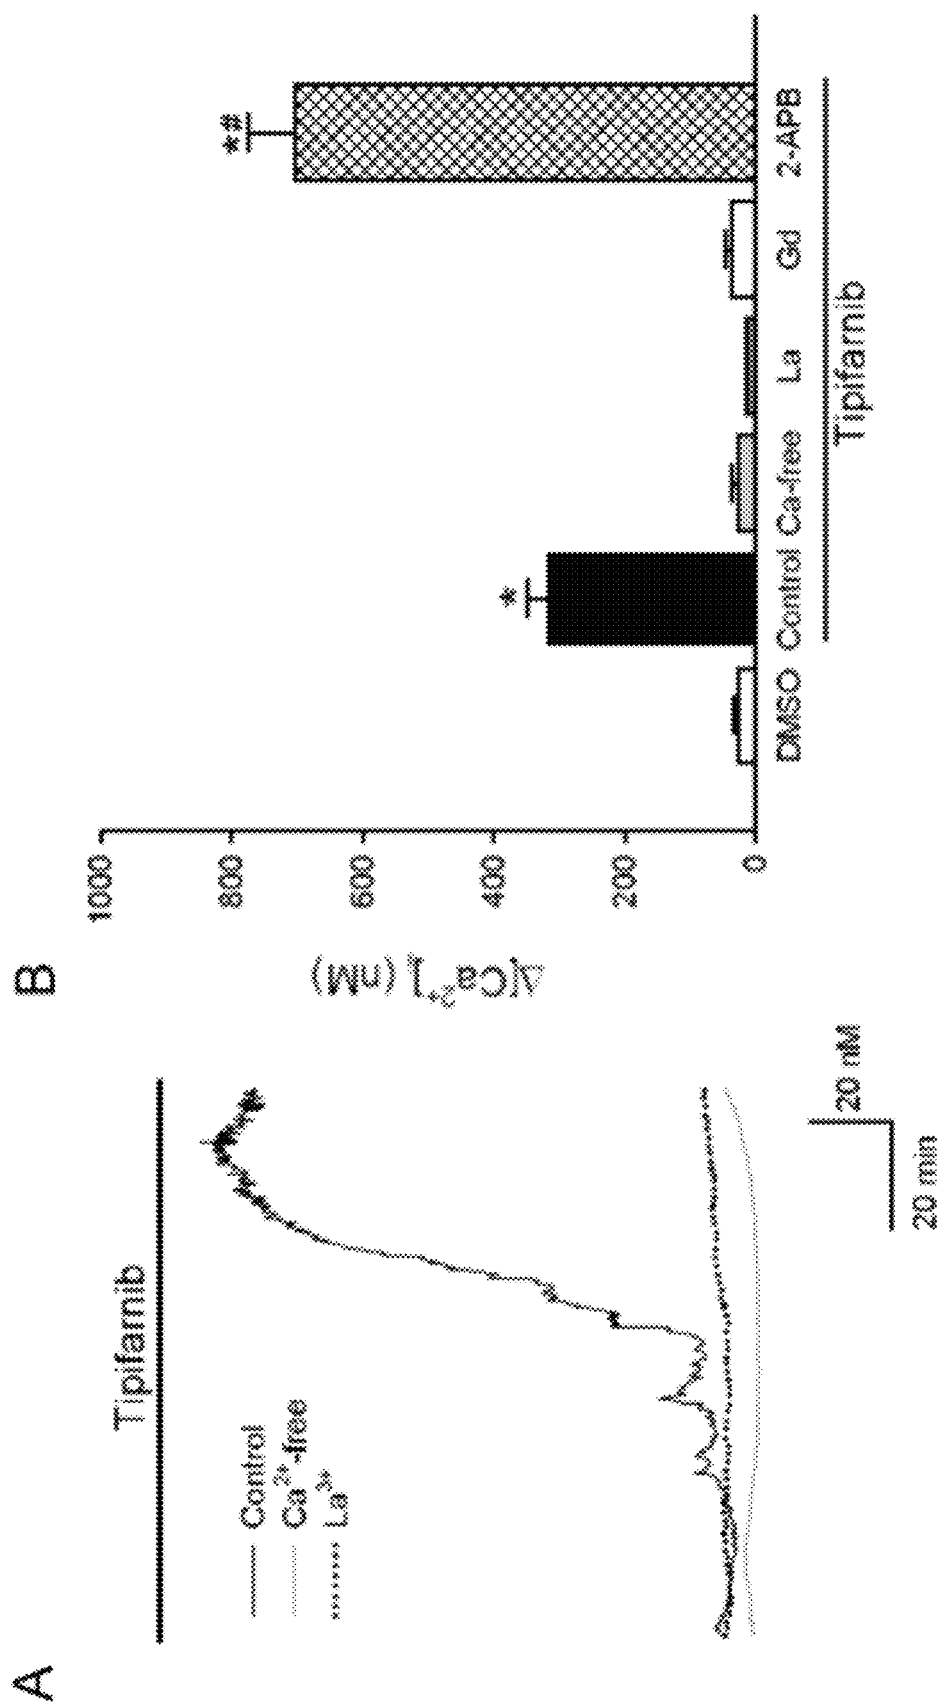 A
Tipifarnib
Control
Ca²⁺-free
La³⁺
20 nM
20 min
B
Δ[Ca²⁺]ᵢ (nM)
1000
800
600
400
200
0
*
*#
DMSO Control Ca-free La Gd 2-APB
Tipifarnib